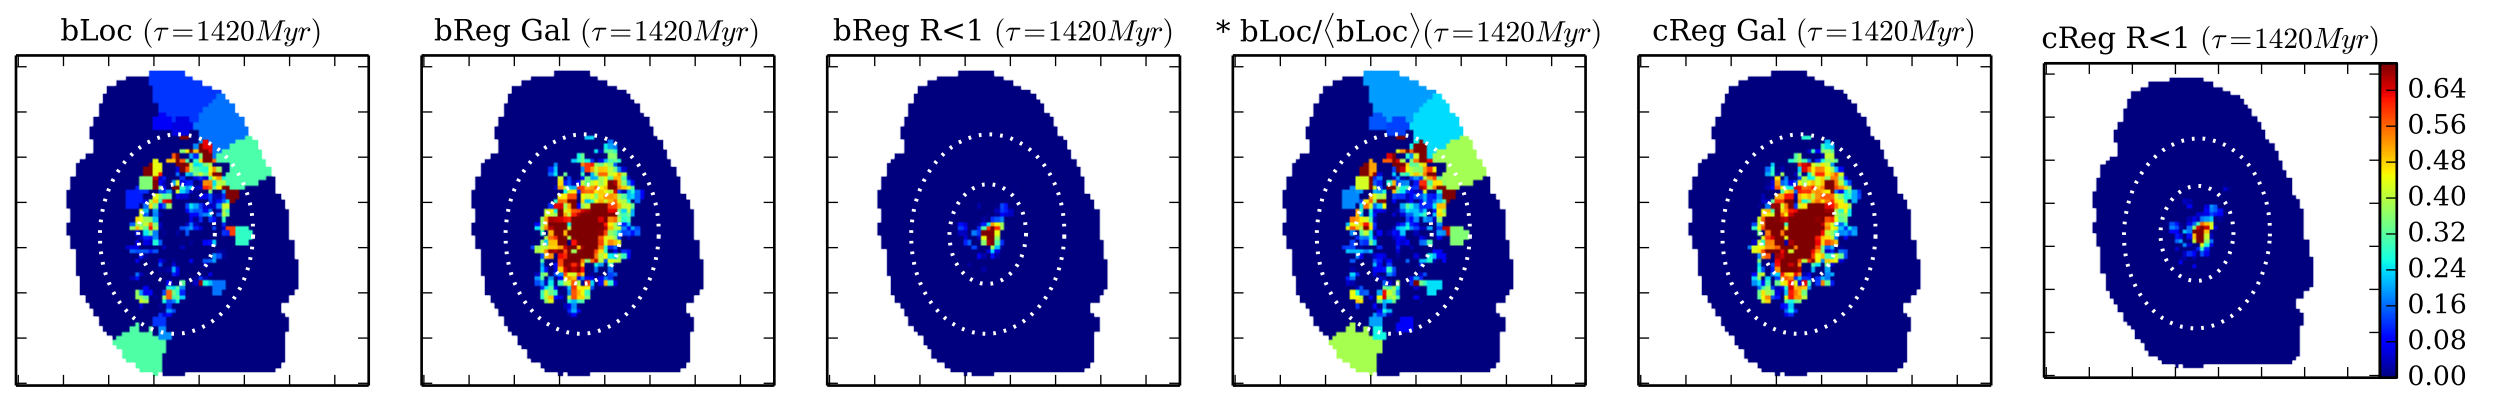 bLoc (τ=1420Myr)
bReg Gal (τ=1420Myr)
bReg R<1 (τ=1420Myr)
* bLoc/⟨bLoc⟩(τ=1420Myr)
cReg Gal (τ=1420Myr)
cReg R<1 (τ=1420Myr)
0.64
0.56
0.48
0.40
0.32
0.24
0.16
0.08
0.00